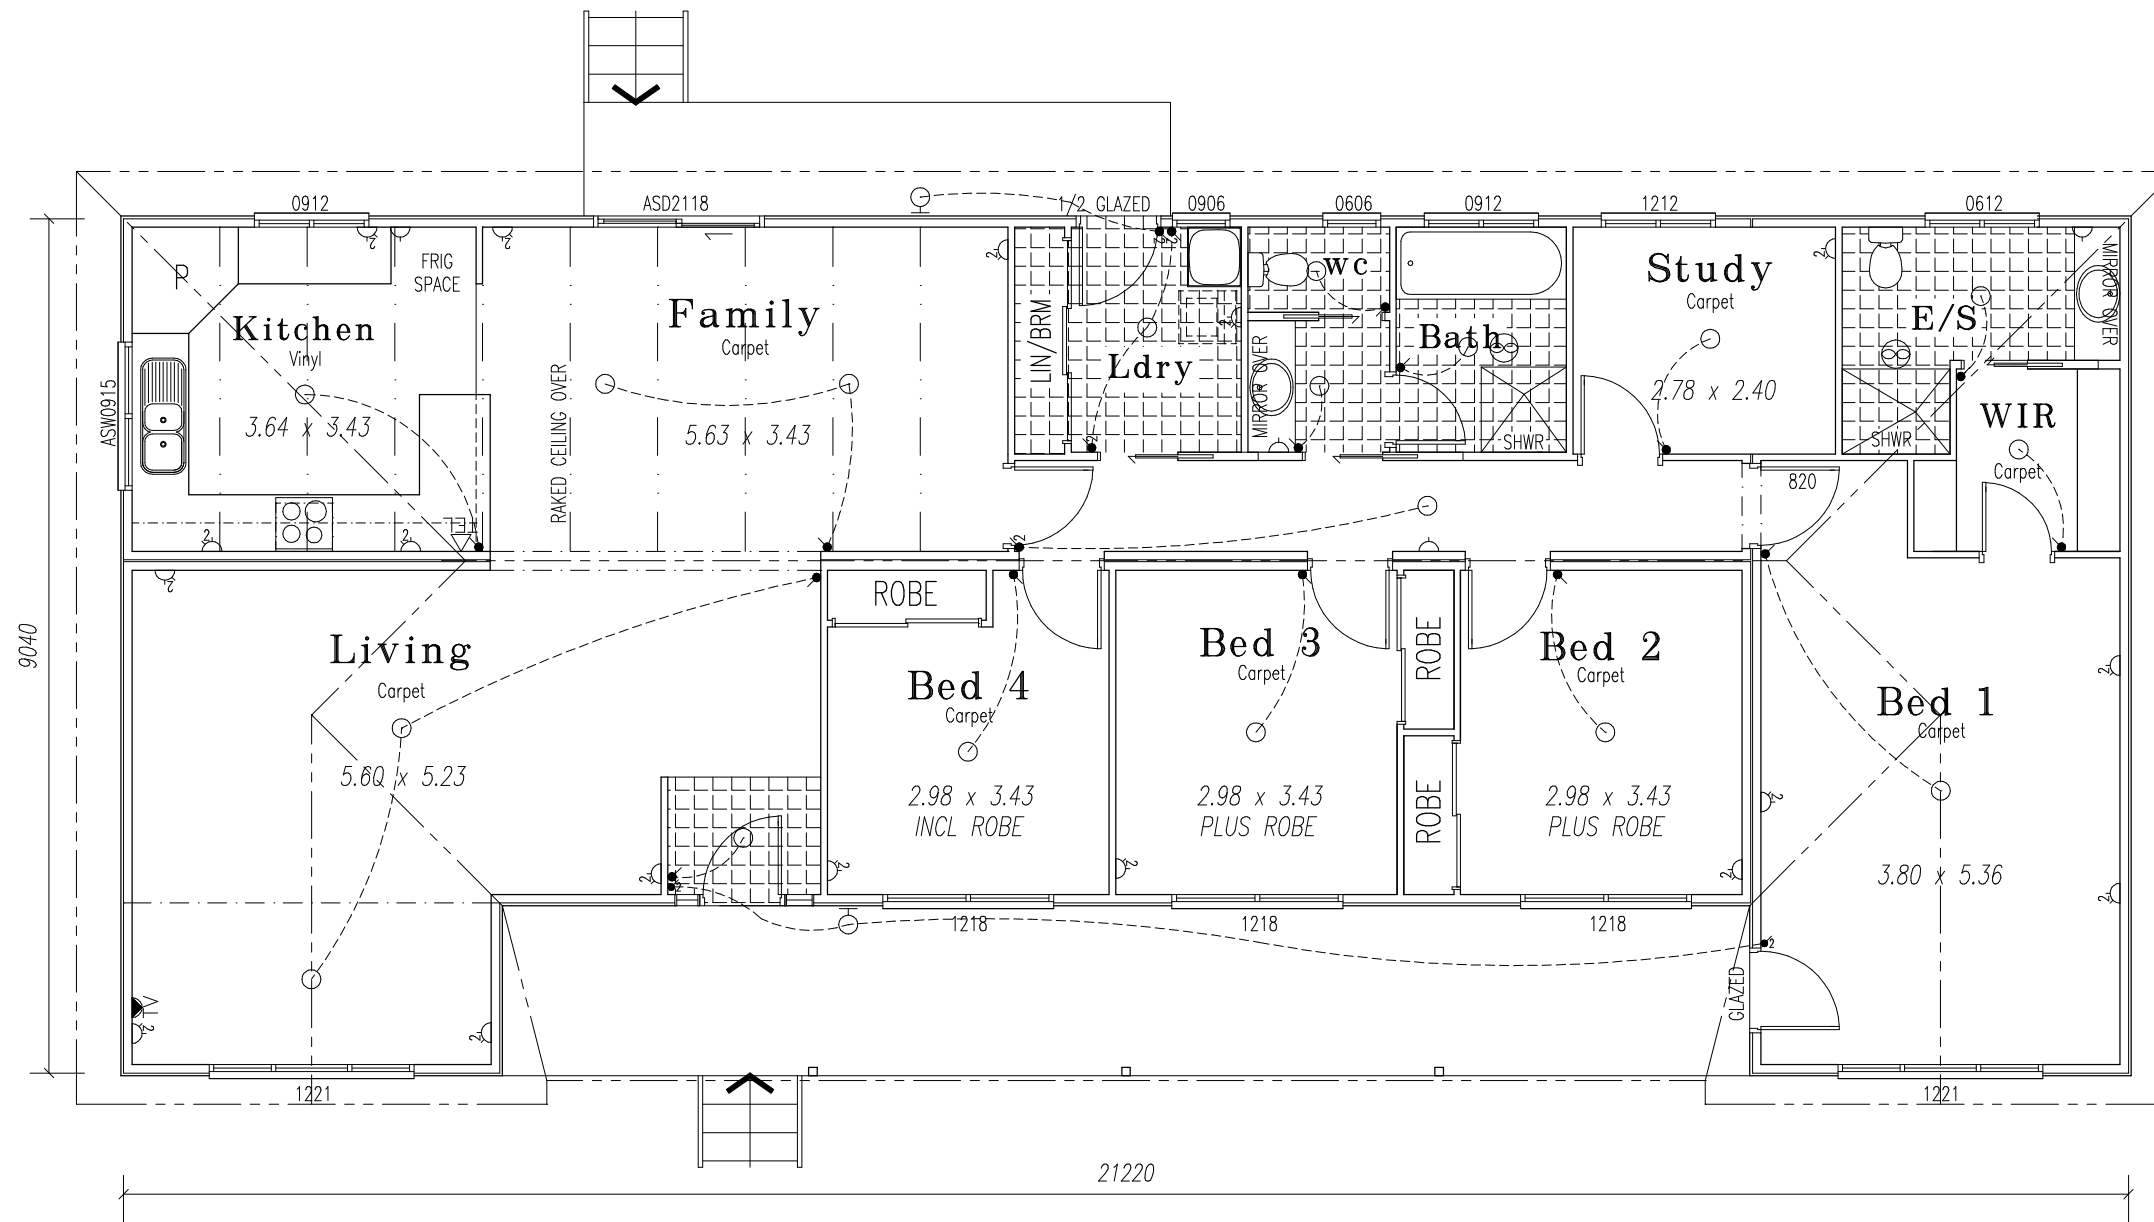 0912
ASD2118
1/2 GLAZED
0906
0606
0912
1212
0612
P
FRIG
SPACE
Kitchen
Vinyl
3.64 x 3.43
ASW0915
TEL
RAKED CEILING OVER
Family
Carpet
5.63 x 3.43
LIN/BRM
Ldry
wc
MIRROR OVER
Bath
SHWR
Study
Carpet
2.78 x 2.40
E/S
MIRROR OVER
SHWR
WIR
Carpet
820
Living
Carpet
5.60 x 5.23
TV
ROBE
Bed 4
Carpet
2.98 x 3.43
INCL ROBE
Bed 3
Carpet
2.98 x 3.43
PLUS ROBE
ROBE
ROBE
Bed 2
Carpet
2.98 x 3.43
PLUS ROBE
Bed 1
Carpet
3.80 x 5.36
GLAZED
1218
1218
1218
1221
1221
9040
21220